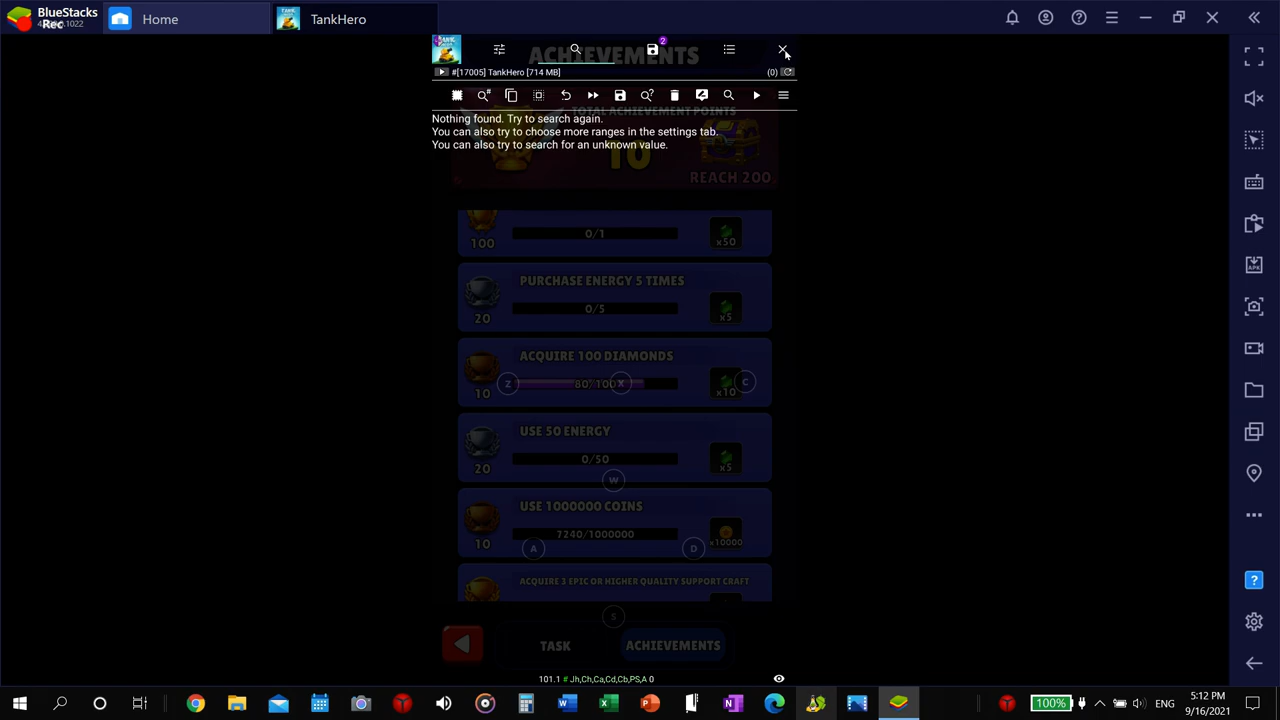 BlueStacks
Rec
Home
TankHero
ACHIEVEMENTS
2
#[17005] TankHero [714 MB]
(0)
TOTAL ACHIEVEMENT POINTS
Nothing found. Try to search again.
You can also try to choose more ranges in the settings tab.
You can also try to search for an unknown value.
10
REACH 200
100
0/1
x50
PURCHASE ENERGY 5 TIMES
20
0/5
x5
ACQUIRE 100 DIAMONDS
10
Z
80/100
X
C
x10
USE 50 ENERGY
20
0/50
x5
W
USE 1000000 COINS
10
7240/1000000
x10000
A
D
ACQUIRE 3 EPIC OR HIGHER QUALITY SUPPORT CRAFT
S
TASK
ACHIEVEMENTS
101.1 # Jh,Ch,Ca,Cd,Cb,PS,A 0
100%
ENG
5:12 PM
9/16/2021